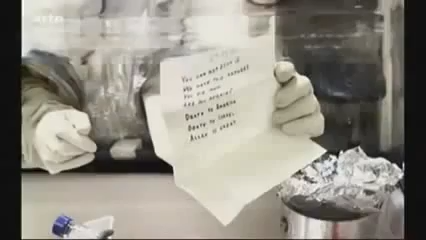 arte
YOU CAN NOT STOP US
WE HAVE THIS
YOU DIE NOW
ARE YOU AFRAID?
DEATH TO AMERICA
DEATH TO ISRAEL
ALLAH IS GREAT